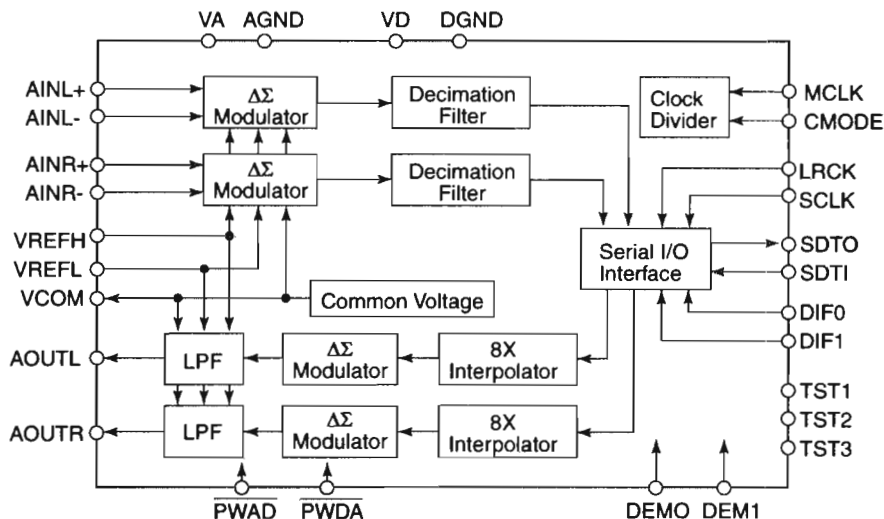 VA AGND VD DGND
AINL+
AINL-
ΔΣ
Modulator
Decimation
Filter
Clock
Divider
MCLK
CMODE
AINR+
AINR-
ΔΣ
Modulator
Decimation
Filter
LRCK
SCLK
VREFH
VREFL
VCOM
Common Voltage
Serial I/O
Interface
SDTO
SDTI
DIF0
DIF1
AOUTL
LPF
ΔΣ
Modulator
8X
Interpolator
AOUTR
LPF
ΔΣ
Modulator
8X
Interpolator
TST1
TST2
TST3
PWAD PWDA DEMO DEM1